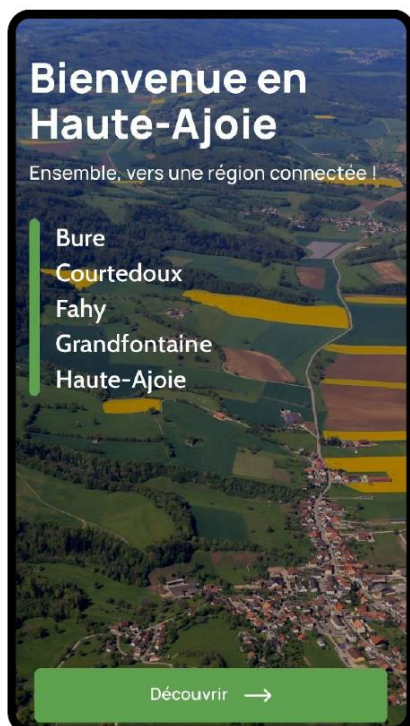 Bienvenue en
Haute-Ajoie
Ensemble, vers une région connectée !
Bure
Courtedoux
Fahy
Grandfontaine
Haute-Ajoie
Découvrir